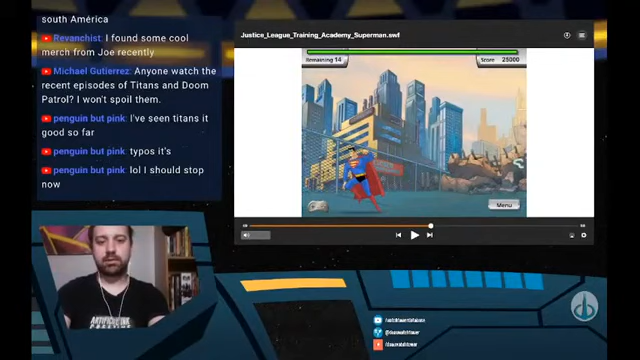 south América
Revanchist: I found some cool
merch from Joe recently
Michael Gutierrez: Anyone watch the
recent episodes of Titans and Doom
Patrol? I won't spoil them.
penguin but pink: I've seen titans it
good so far
penguin but pink: typos it's
penguin but pink: lol I should stop
now
Justice_League_Training_Academy_Superman.swf
Remaining 14
Score 25000
Menu